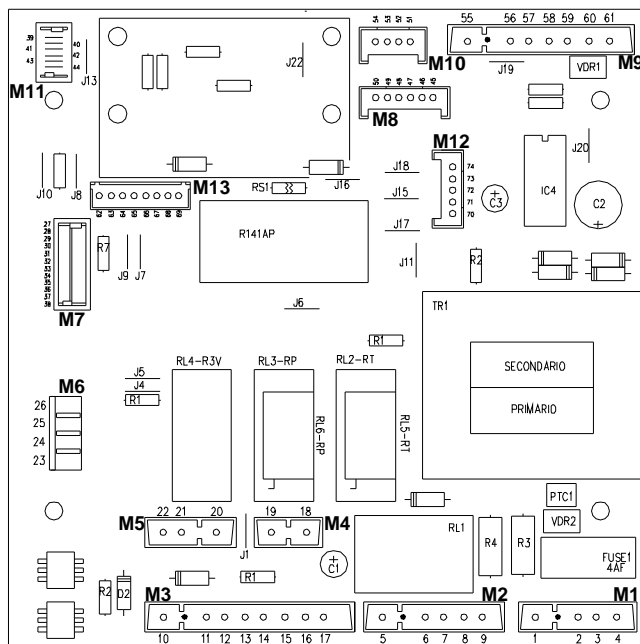 54 53 52 51
55 56 57 58 59 60 61
39 40
41 42
43 44
J13
J22
M10
J19
VDR1
M9
M11
50 49 48 47 46 45
M8
M12
74
73
72
71
70
J20
IC4
C2
C3
J10
J8
M13
RS1
J16
J18
J15
J17
J11
62 63 64 65 66 67 68 69
27
28
29
30
31
32
33
34
35
36
37
38
R7
J9 J7
R141AP
R2
M7
J6
TR1
R1
SECONDARIO
PRIMARIO
J5
J4
R1
RL4-R3V
RL3-RP
RL2-RT
RL6-RP
RL5-RT
M6
26
25
24
23
PTC1
VDR2
22 21 20
19 18
M5
M4
J1
RL1
R4
R3
FUSE1
4AF
C1
R1
R2
D2
M3
M2
M1
10 11 12 13 14 15 16 17
5 6 7 8 9
1 2 3 4